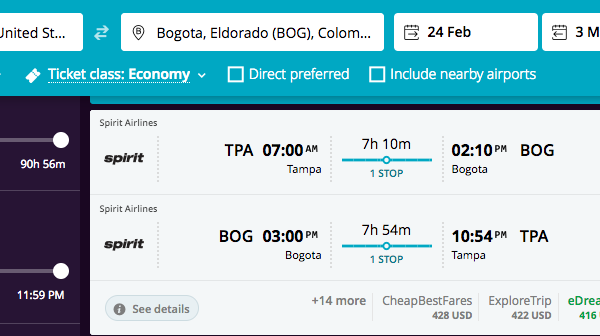 United St...
Bogota, Eldorado (BOG), Colom...
24 Feb
3 M
Ticket class: Economy
Direct preferred
Include nearby airports
90h 56m
11:59 PM
Spirit Airlines
spirit
TPA 07:00 AM
Tampa
7h 10m
1 STOP
02:10 PM BOG
Bogota
Spirit Airlines
spirit
BOG 03:00 PM
Bogota
7h 54m
1 STOP
10:54 PM TPA
Tampa
See details
+14 more
CheapBestFares
428 USD
ExploreTrip
422 USD
eDrea
416